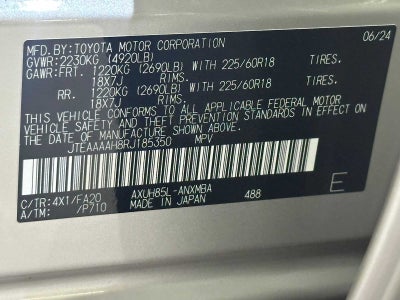 MFD.BY:TOYOTA MOTOR CORPORATION 06/24
GVWR:2230KG (4920LB)
GAWR:FRT. 1220KG (2690LB) WITH 225/60R18 TIRES.
18X7J RIMS.
RR. 1220KG (2690LB) WITH 225/60R18 TIRES.
18X7J RIMS.
THIS VEHICLE CONFORMS TO ALL APPLICABLE FEDERAL MOTOR
VEHICLE SAFETY AND THEFT PREVENTION STANDARDS IN EFFECT ON
THE DATE OF MANUFACTURE SHOWN ABOVE.
JTEAAAAH8RJ185350 MPV
C/TR:4X1/FA20 AXUH85L-ANXMBA
A/TM: /P710 MADE IN JAPAN 488 E